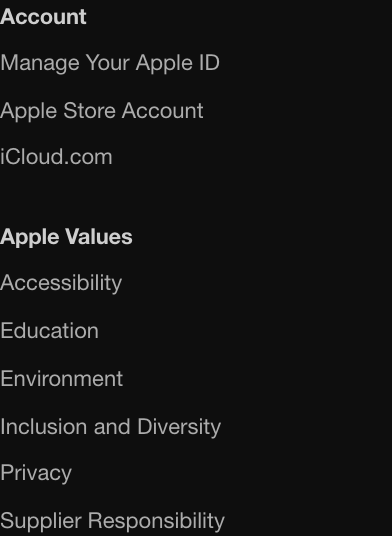 Account
Manage Your Apple ID
Apple Store Account
iCloud.com
Apple Values
Accessibility
Education
Environment
Inclusion and Diversity
Privacy
Supplier Responsibility